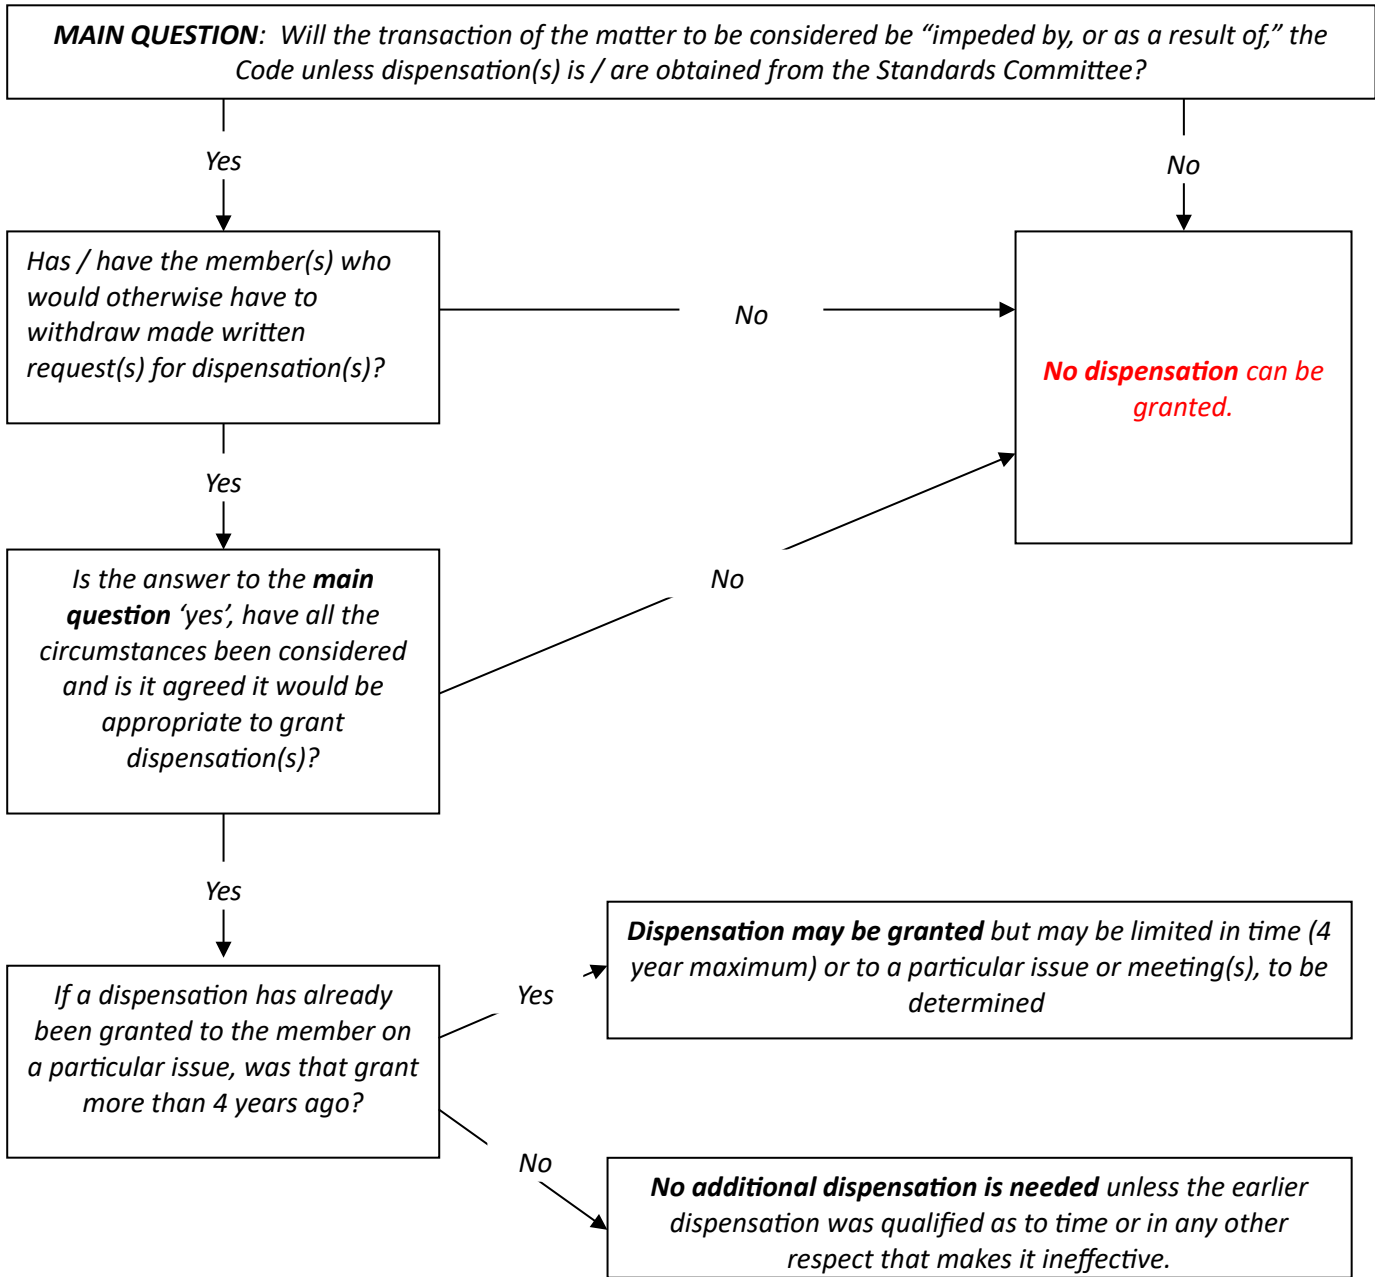 MAIN QUESTION:  Will the transaction of the matter to be considered be “impeded by, or as a result of,” the
Code unless dispensation(s) is / are obtained from the Standards Committee?
Yes
No
Has / have the member(s) who
would otherwise have to
withdraw made written
request(s) for dispensation(s)?
No
No dispensation can be
granted.
Yes
Is the answer to the main
question ‘yes’, have all the
circumstances been considered
and is it agreed it would be
appropriate to grant
dispensation(s)?
No
Yes
If a dispensation has already
been granted to the member on
a particular issue, was that grant
more than 4 years ago?
Yes
Dispensation may be granted but may be limited in time (4
year maximum) or to a particular issue or meeting(s), to be
determined
No
No additional dispensation is needed unless the earlier
dispensation was qualified as to time or in any other
respect that makes it ineffective.